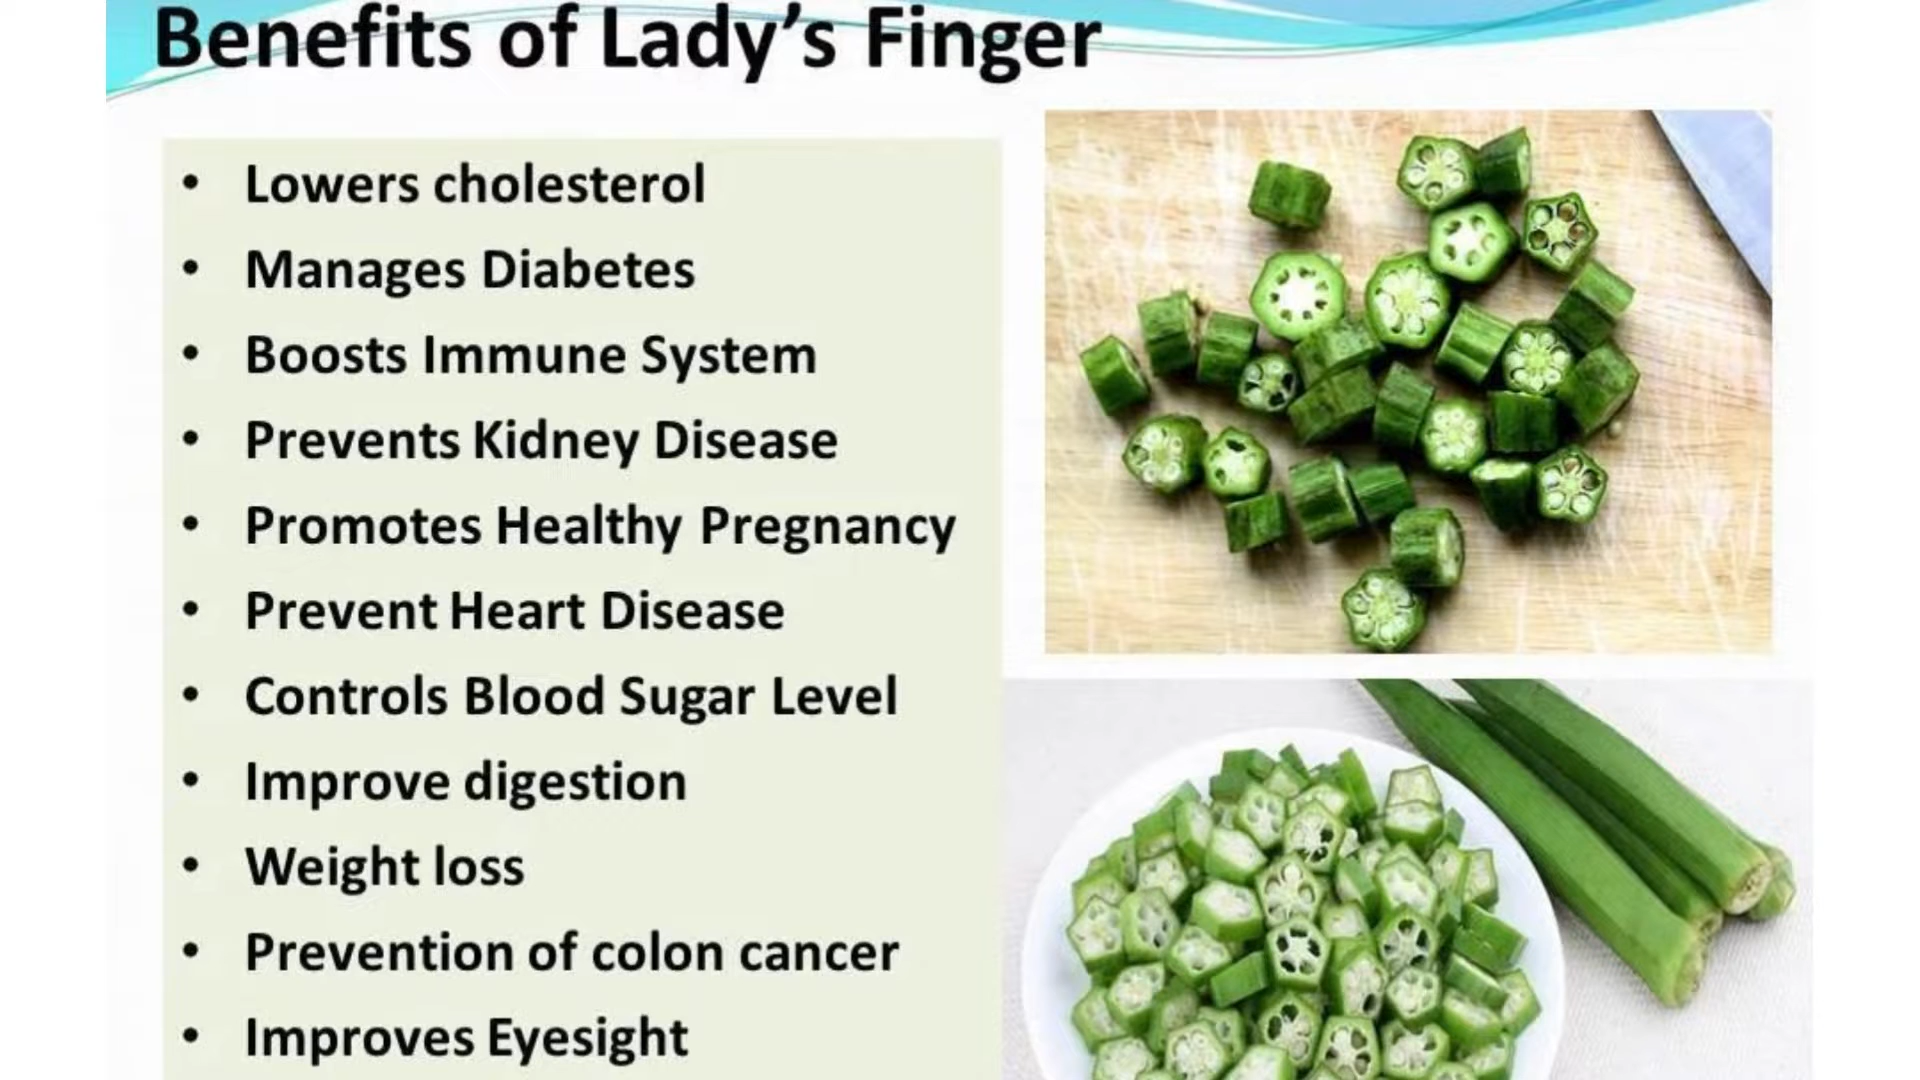 Benefits of Lady’s Finger
• Lowers cholesterol
• Manages Diabetes
• Boosts Immune System
• Prevents Kidney Disease
• Promotes Healthy Pregnancy
• Prevent Heart Disease
• Controls Blood Sugar Level
• Improve digestion
• Weight loss
• Prevention of colon cancer
• Improves Eyesight